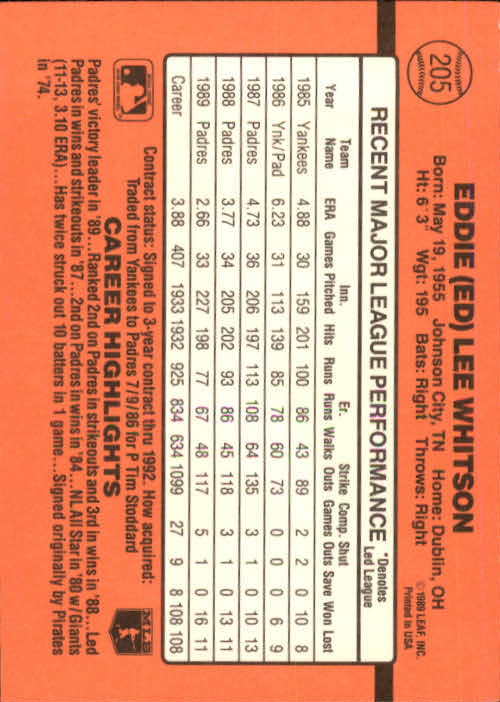 205
EDDIE (ED) LEE WHITSON
Born: May 19, 1955 Johnson City, TN Home: Dublin, OH
Ht: 6' 3" Wgt: 195 Bats: Right Throws: Right
© 1989 LEAF, INC.
Printed in USA
RECENT MAJOR LEAGUE PERFORMANCE
*Denotes
Led League
Team Inn. Er. Strike Comp. Shut
Year Name ERA Games Pitched Hits Runs Runs Walks Outs Games Outs Save Won Lost
1985 Yankees 4.88 30 159 201 100 86 43 89 2 2 0 10 8
1986 Ynk/Pad 6.23 31 113 139 85 78 60 73 0 0 0 6 9
1987 Padres 4.73 36 206 197 113 108 64 135 3 1 0 10 13
1988 Padres 3.77 34 205 202 93 86 45 118 3 1 0 13 11
1989 Padres 2.66 33 227 198 77 67 48 117 5 1 0 16 11
Career 3.88 407 1933 1932 925 834 634 1099 27 9 8 108 108
Contract status: Signed to 3-year contract thru 1992. How acquired:
Traded from Yankees to Padres 7/9/86 for P Tim Stoddard
MLB
CAREER HIGHLIGHTS
Padres' victory leader in '89...Ranked 2nd on Padres in strikeouts and 3rd in wins in '88...Led
Padres in wins and strikeouts in '87...2nd on Padres in wins in '84...NL All Star in '80 w/Giants
(11-13, 3.10 ERA)...Has twice struck out 10 batters in 1 game...Signed originally by Pirates
in '74.